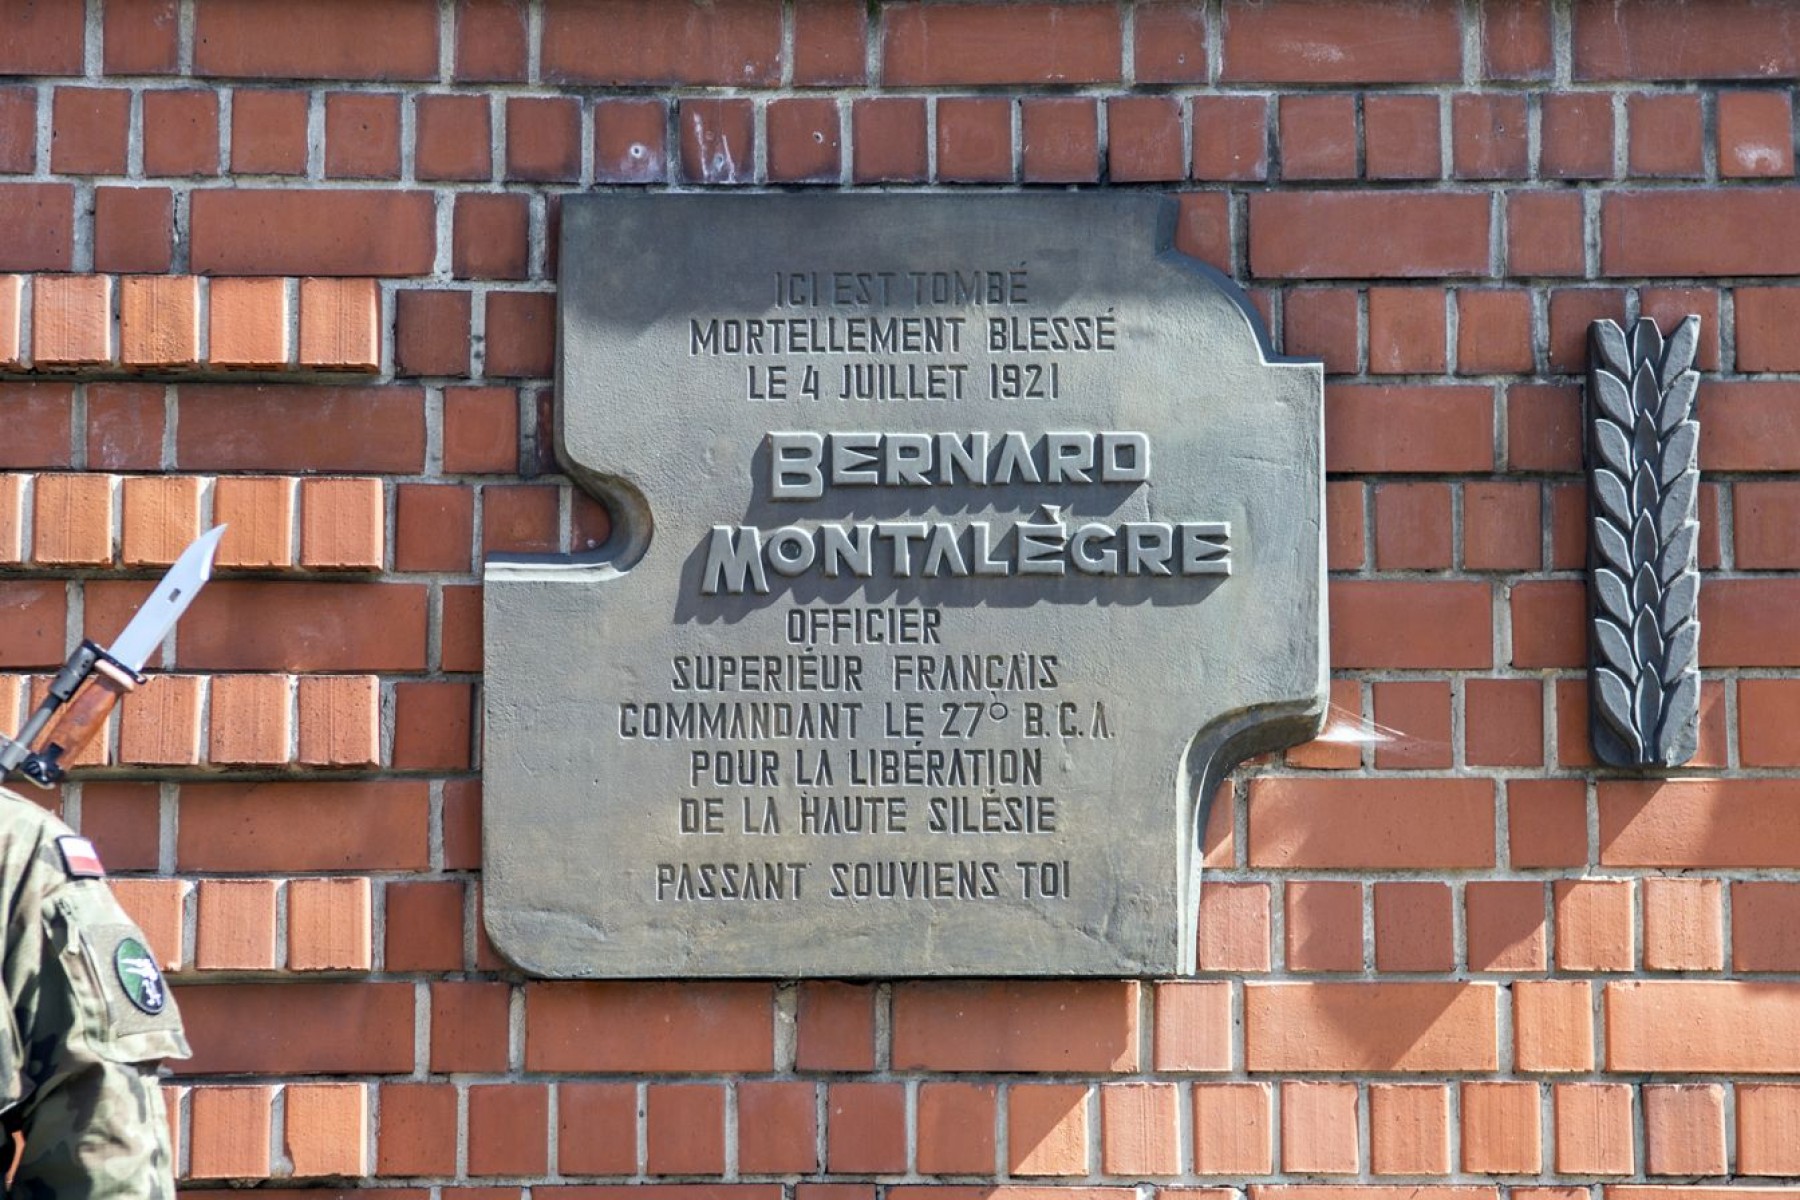 ICI EST TOMBÉ
MORTELLEMENT BLESSÉ
LE 4 JUILLET 1921
BERNARD
MONTALÈGRE
OFFICIER
SUPERIÉUR FRANÇAIS
COMMANDANT LE 27° B.C.A.
POUR LA LIBÉRATION
DE LA HAUTE SILÉSIE
PASSANT SOUVIENS TOI